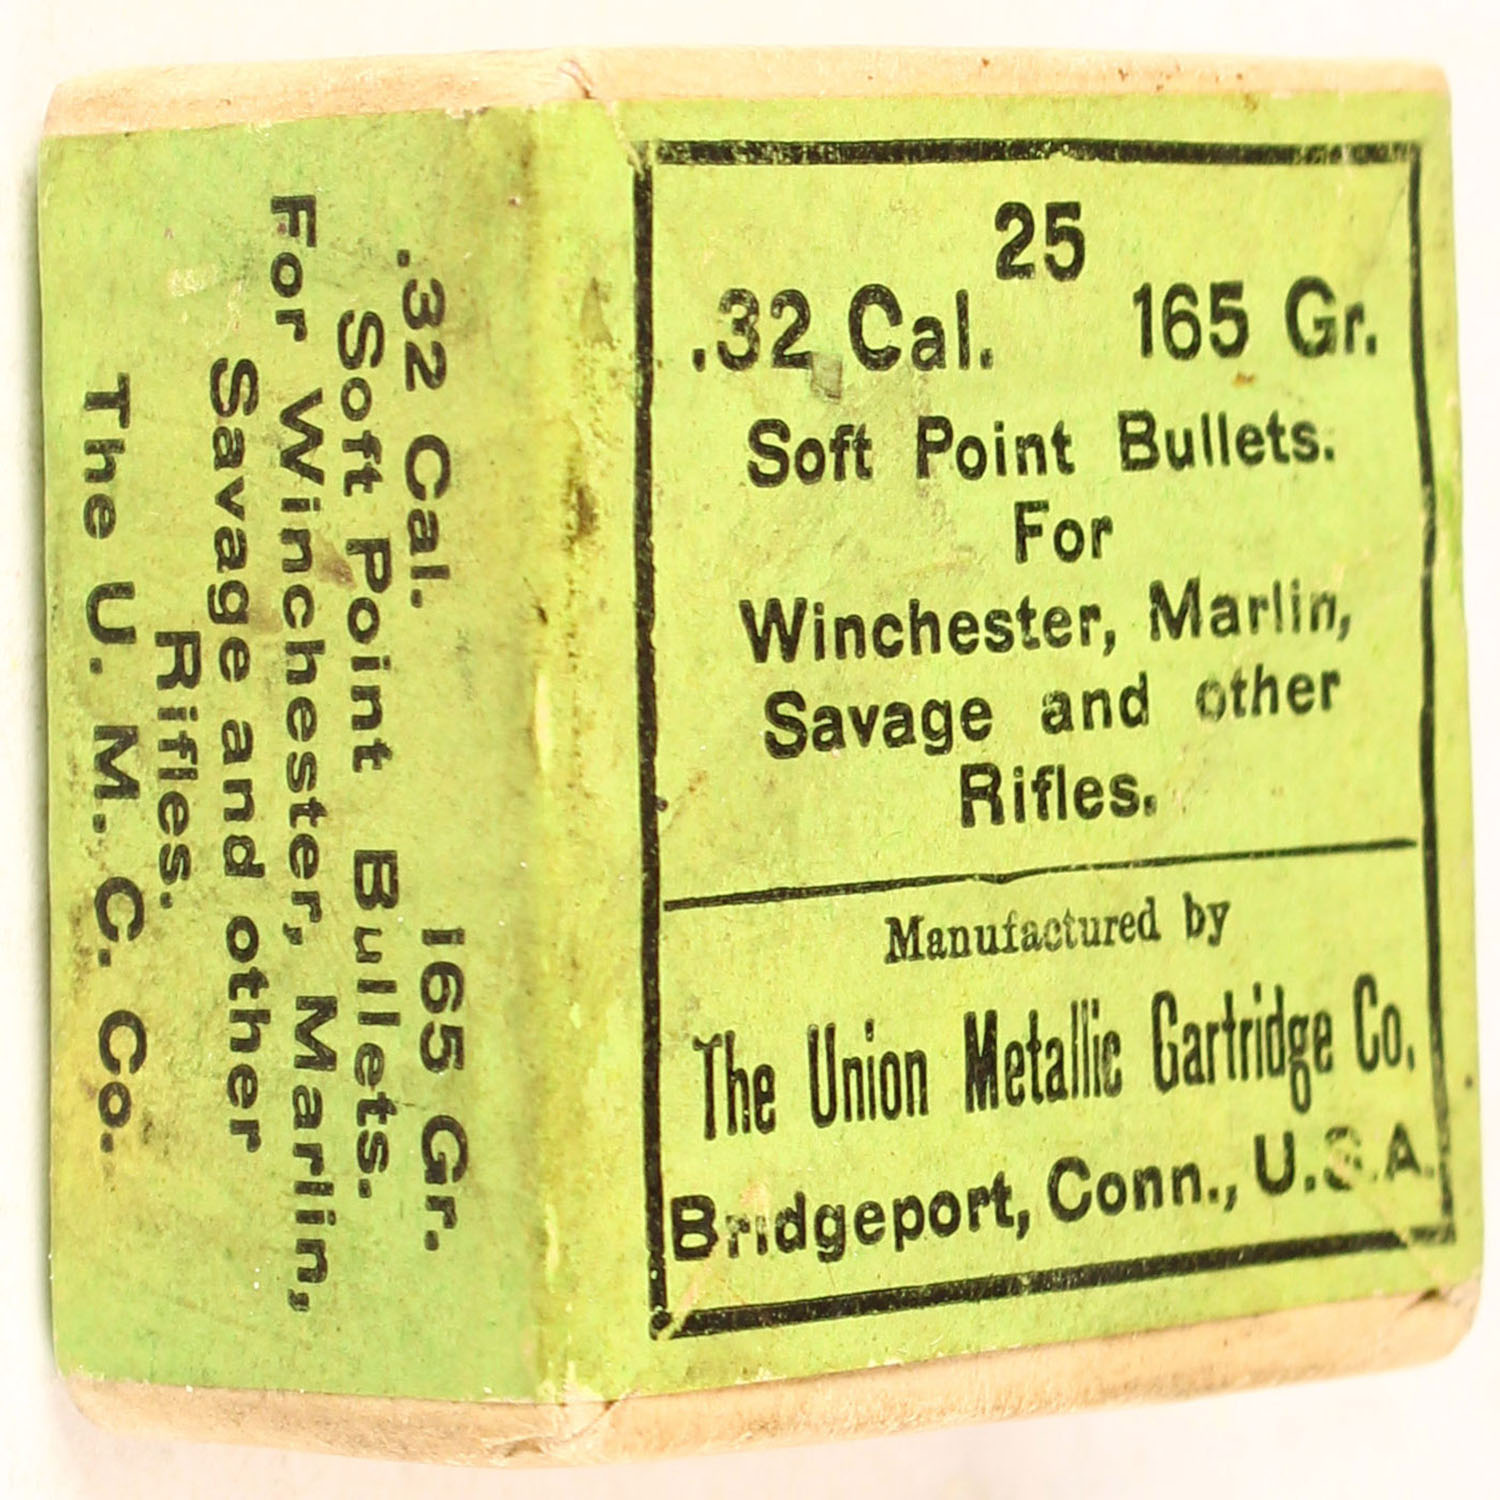 25
.32 Cal. 165 Gr.
Soft Point Bullets.
For
Winchester, Marlin,
Savage and other
Rifles.
Manufactured by
The Union Metallic Cartridge Co.
Bridgeport, Conn., U.S.A.
.32 Cal. 165 Gr.
Soft Point Bullets.
For Winchester, Marlin,
Savage and other
Rifles.
The U. M. C. Co.